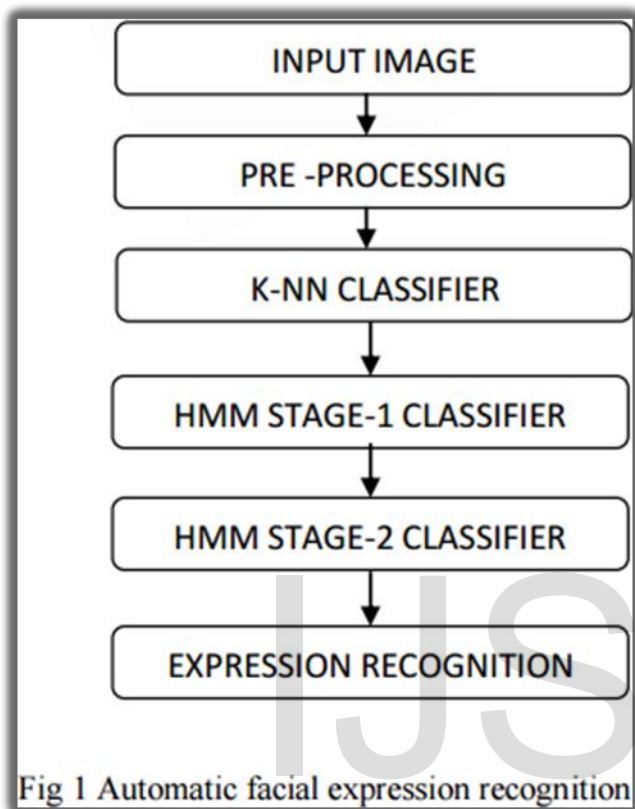 INPUT IMAGE
PRE -PROCESSING
K-NN CLASSIFIER
HMM STAGE-1 CLASSIFIER
HMM STAGE-2 CLASSIFIER
EXPRESSION RECOGNITION
IJS
Fig 1 Automatic facial expression recognition